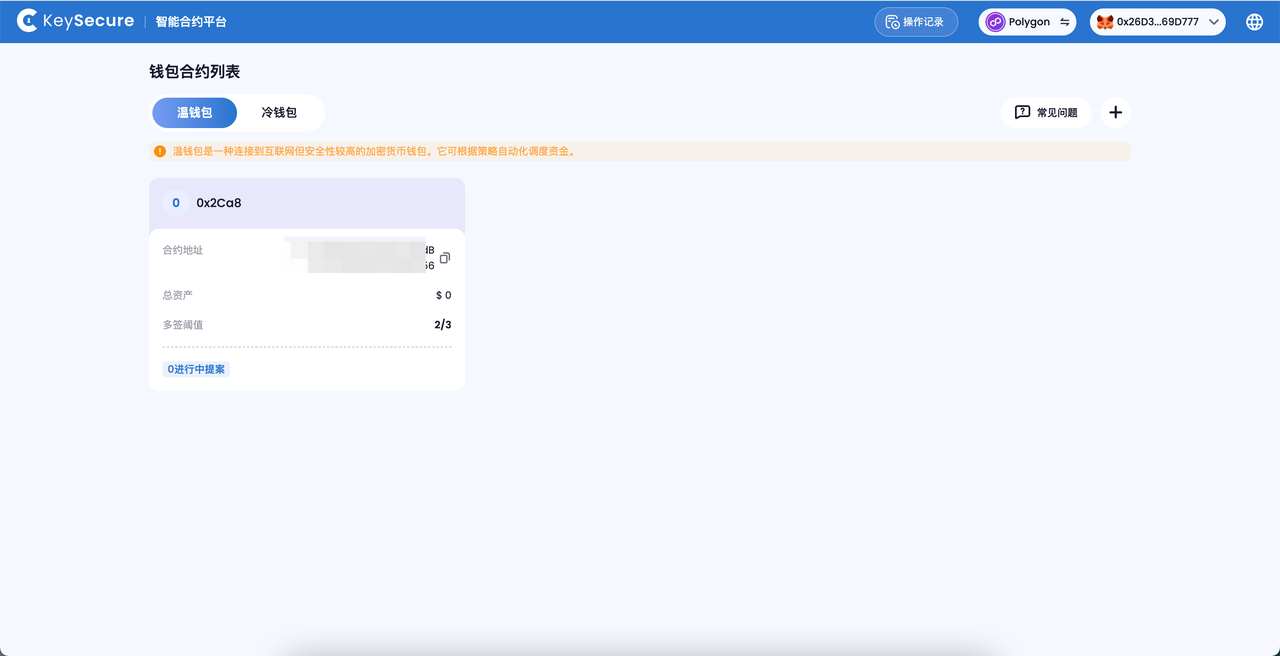 KeySecure
智能合约平台
操作记录
Polygon
0x26D3...69D777
钱包合约列表
温钱包
冷钱包
常见问题
温钱包是一种连接到互联网但安全性较高的加密货币钱包。它可根据策略自动化调度资金。
0 0x2Ca8
合约地址
总资产 $ 0
多签阈值 2/3
0进行中提案